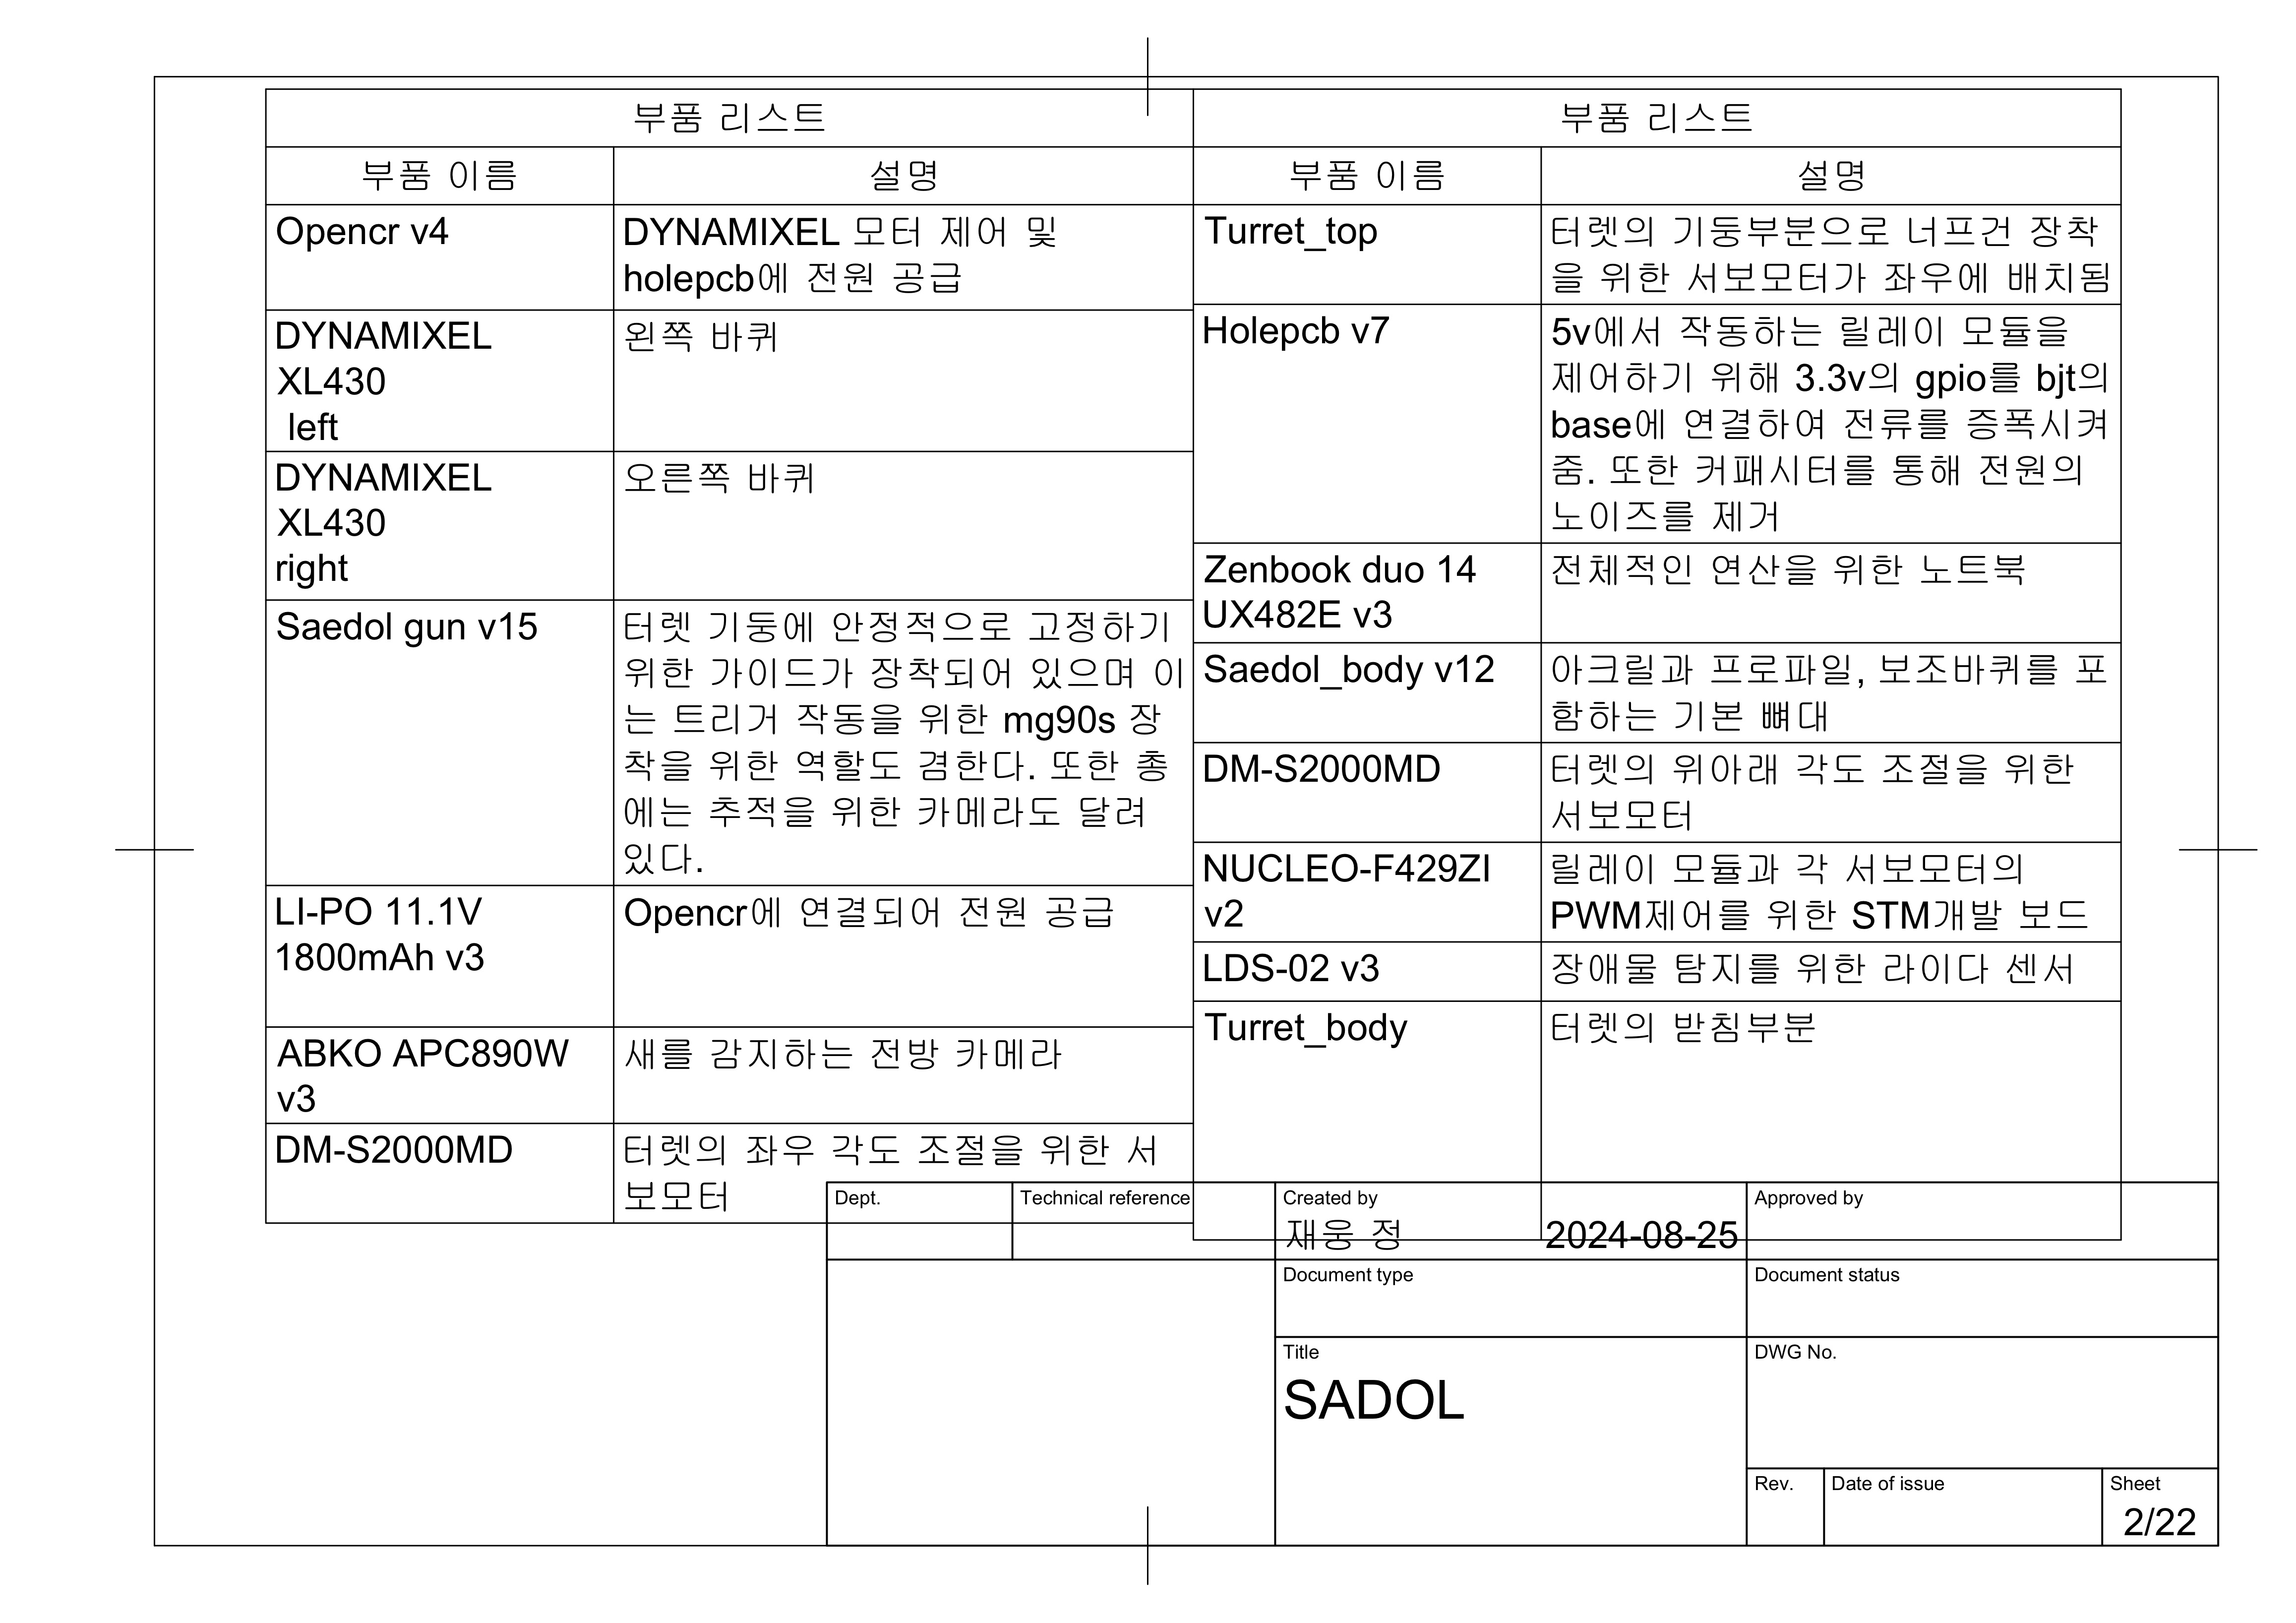 부품 리스트
부품 이름
설명
Opencr v4
DYNAMIXEL 모터 제어 및
holepcb에 전원 공급
DYNAMIXEL
XL430
left
왼쪽 바퀴
DYNAMIXEL
XL430
right
오른쪽 바퀴
Saedol gun v15
터렛 기둥에 안정적으로 고정하기
위한 가이드가 장착되어 있으며 이
는 트리거 작동을 위한 mg90s 장
착을 위한 역할도 겸한다. 또한 총
에는 추적을 위한 카메라도 달려
있다.
LI-PO 11.1V
1800mAh v3
Opencr에 연결되어 전원 공급
ABKO APC890W
v3
새를 감지하는 전방 카메라
DM-S2000MD
터렛의 좌우 각도 조절을 위한 서
보모터
부품 리스트
부품 이름
설명
Turret_top
터렛의 기둥부분으로 너프건 장착
을 위한 서보모터가 좌우에 배치됨
Holepcb v7
5v에서 작동하는 릴레이 모듈을
제어하기 위해 3.3v의 gpio를 bjt의
base에 연결하여 전류를 증폭시켜
줌. 또한 커패시터를 통해 전원의
노이즈를 제거
Zenbook duo 14
UX482E v3
전체적인 연산을 위한 노트북
Saedol_body v12
아크릴과 프로파일, 보조바퀴를 포
함하는 기본 뼈대
DM-S2000MD
터렛의 위아래 각도 조절을 위한
서보모터
NUCLEO-F429ZI
v2
릴레이 모듈과 각 서보모터의
PWM제어를 위한 STM개발 보드
LDS-02 v3
장애물 탐지를 위한 라이다 센서
Turret_body
터렛의 받침부분
Dept.
Technical reference
Created by
재웅 정
2024-08-25
Approved by
Document type
Document status
Title
SADOL
DWG No.
Rev.
Date of issue
Sheet
2/22